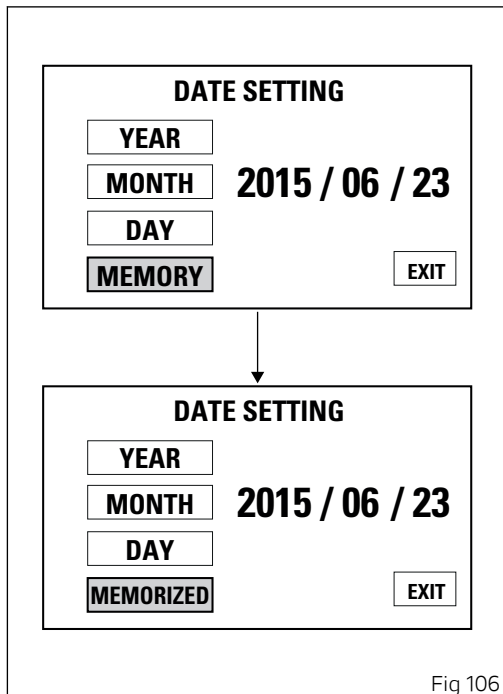 DATE SETTING
YEAR
MONTH 2015 / 06 / 23
DAY
MEMORY EXIT
DATE SETTING
YEAR
MONTH 2015 / 06 / 23
DAY
MEMORIZED EXIT
Fig 106